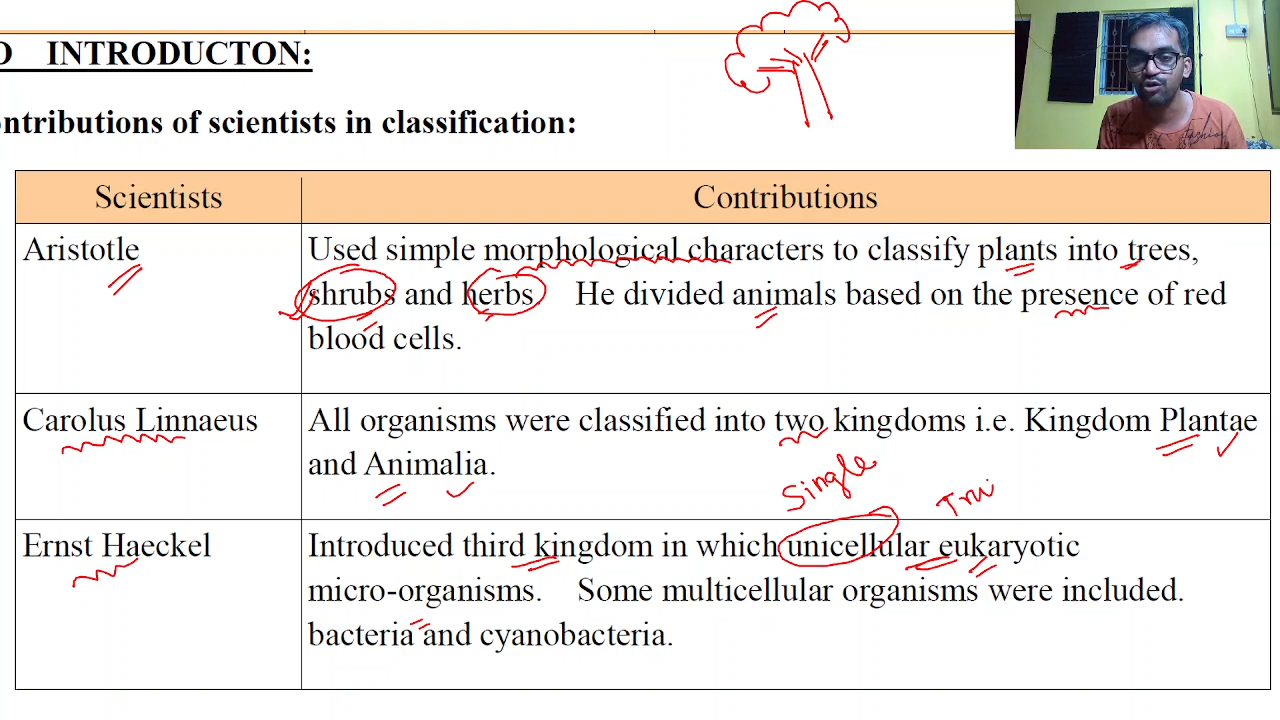 INTRODUCTON:
ontributions of scientists in classification:
Scientists Contributions
Aristotle Used simple morphological characters to classify plants into trees,
shrubs and herbs He divided animals based on the presence of red
blood cells.
Carolus Linnaeus All organisms were classified into two kingdoms i.e. Kingdom Plantae
and Animalia.
Single
Tru
Ernst Haeckel Introduced third kingdom in which unicellular eukaryotic
micro-organisms. Some multicellular organisms were included.
bacteria and cyanobacteria.